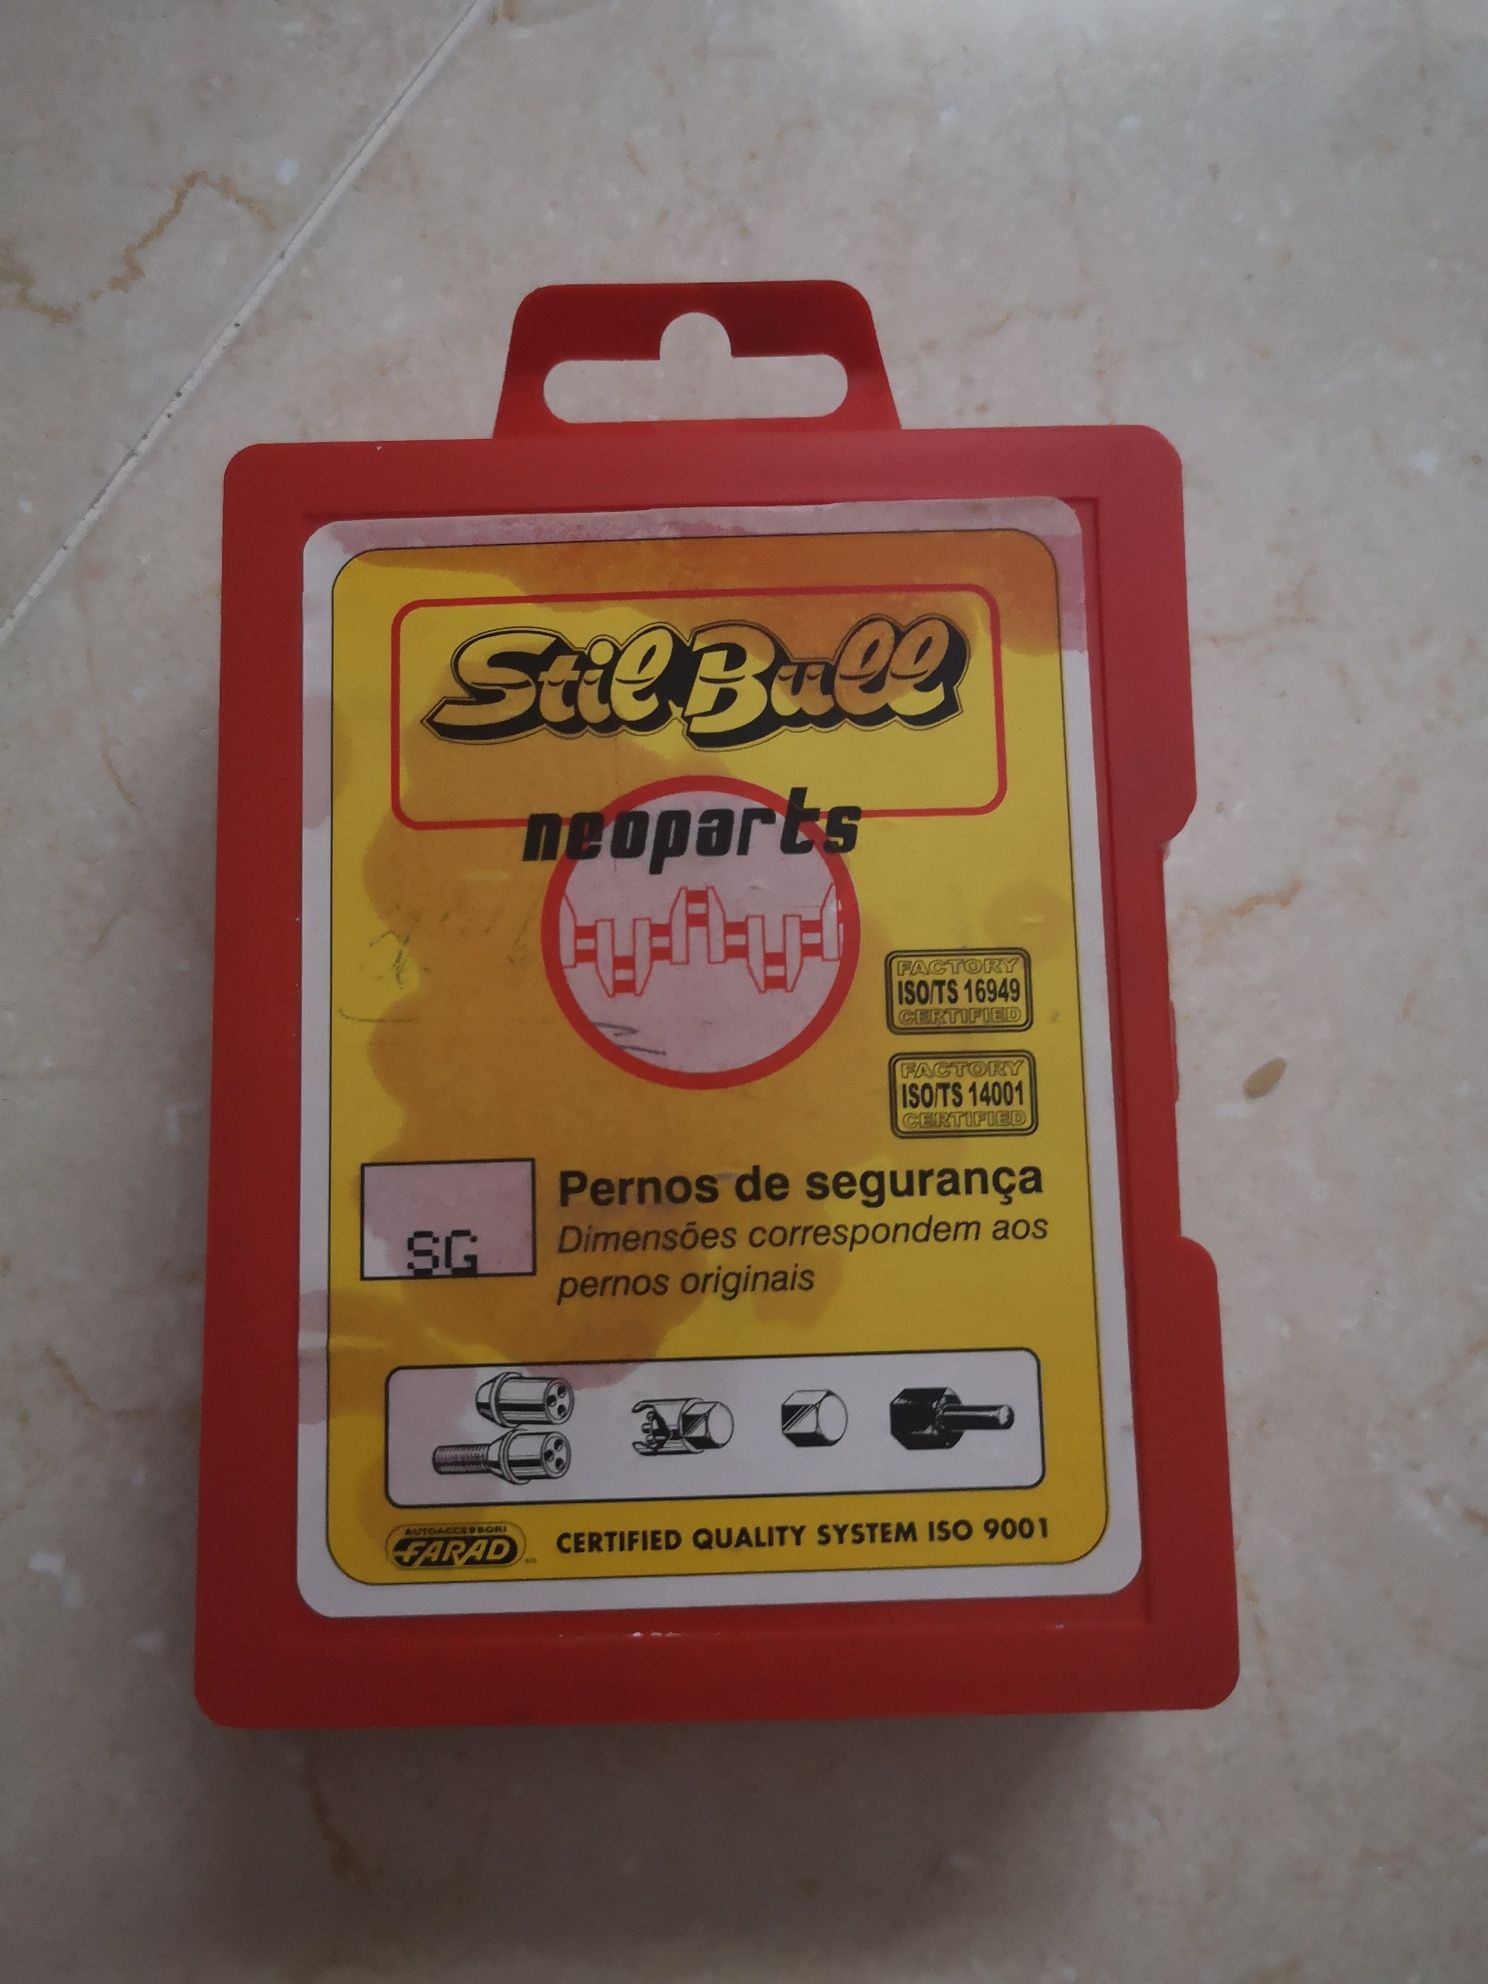 Stil Bull
neoparts
FACTORY
ISO/TS 16949
CERTIFIED
FACTORY
ISO/TS 14001
CERTIFIED
SG
Pernos de segurança
Dimensões correspondem aos
pernos originais
AUTOACCESSORI
FARAD
CERTIFIED QUALITY SYSTEM ISO 9001